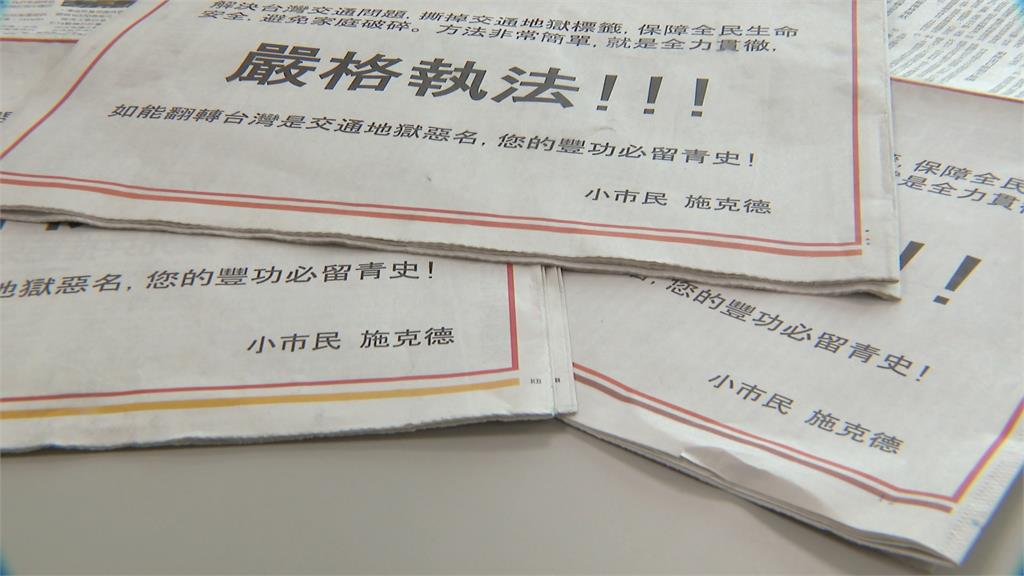 解決台灣交通問題，撕掉交通地獄標籤，保障全民生命
安全，避免家庭破碎。方法非常簡單，就是全力貫徹，
嚴格執法!!!
如能翻轉台灣是交通地獄惡名，您的豐功必留青史!
小市民 施克德
地獄惡名，您的豐功必留青史!
小市民 施克德
保障全民
是全力貫
!!
您的豐功必留青史!
小市民 施克德